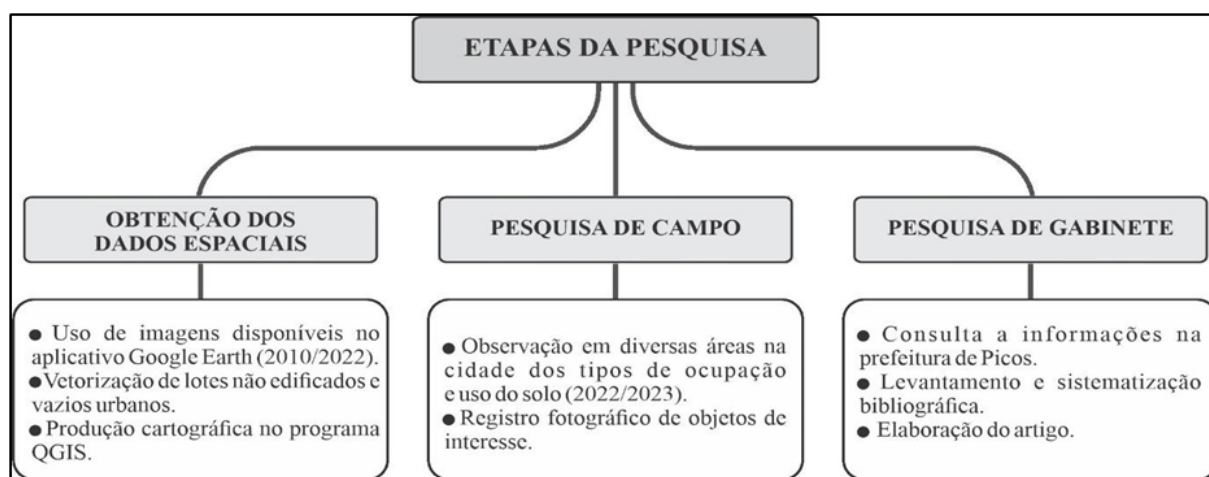 ETAPAS DA PESQUISA
OBTENÇÃO DOS
DADOS ESPACIAIS
● Uso de imagens disponíveis no
aplicativo Google Earth (2010/2022).
● Vetorização de lotes não edificados e
vazios urbanos.
● Produção cartográfica no programa
QGIS.
PESQUISA DE CAMPO
● Observação em diversas áreas na
cidade dos tipos de ocupação
e uso do solo (2022/2023).
● Registro fotográfico de objetos de
interesse.
PESQUISA DE GABINETE
● Consulta a informações na
prefeitura de Picos.
● Levantamento e sistematização
bibliográfica.
● Elaboração do artigo.